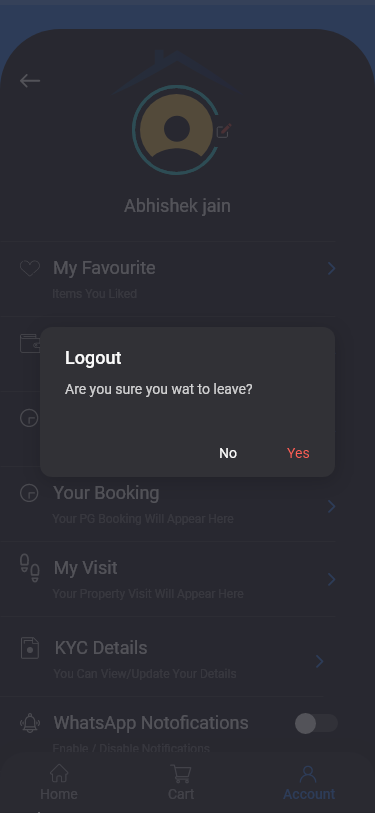 Abhishek jain
My Favourite
Items You Liked
Logout
Are you sure you wat to leave?
No
Yes
Your Booking
Your PG Booking Will Appear Here
My Visit
Your Property Visit Will Appear Here
KYC Details
You Can View/Update Your Details
WhatsApp Notofications
Enable / Disable Notifications
Home
Cart
Account